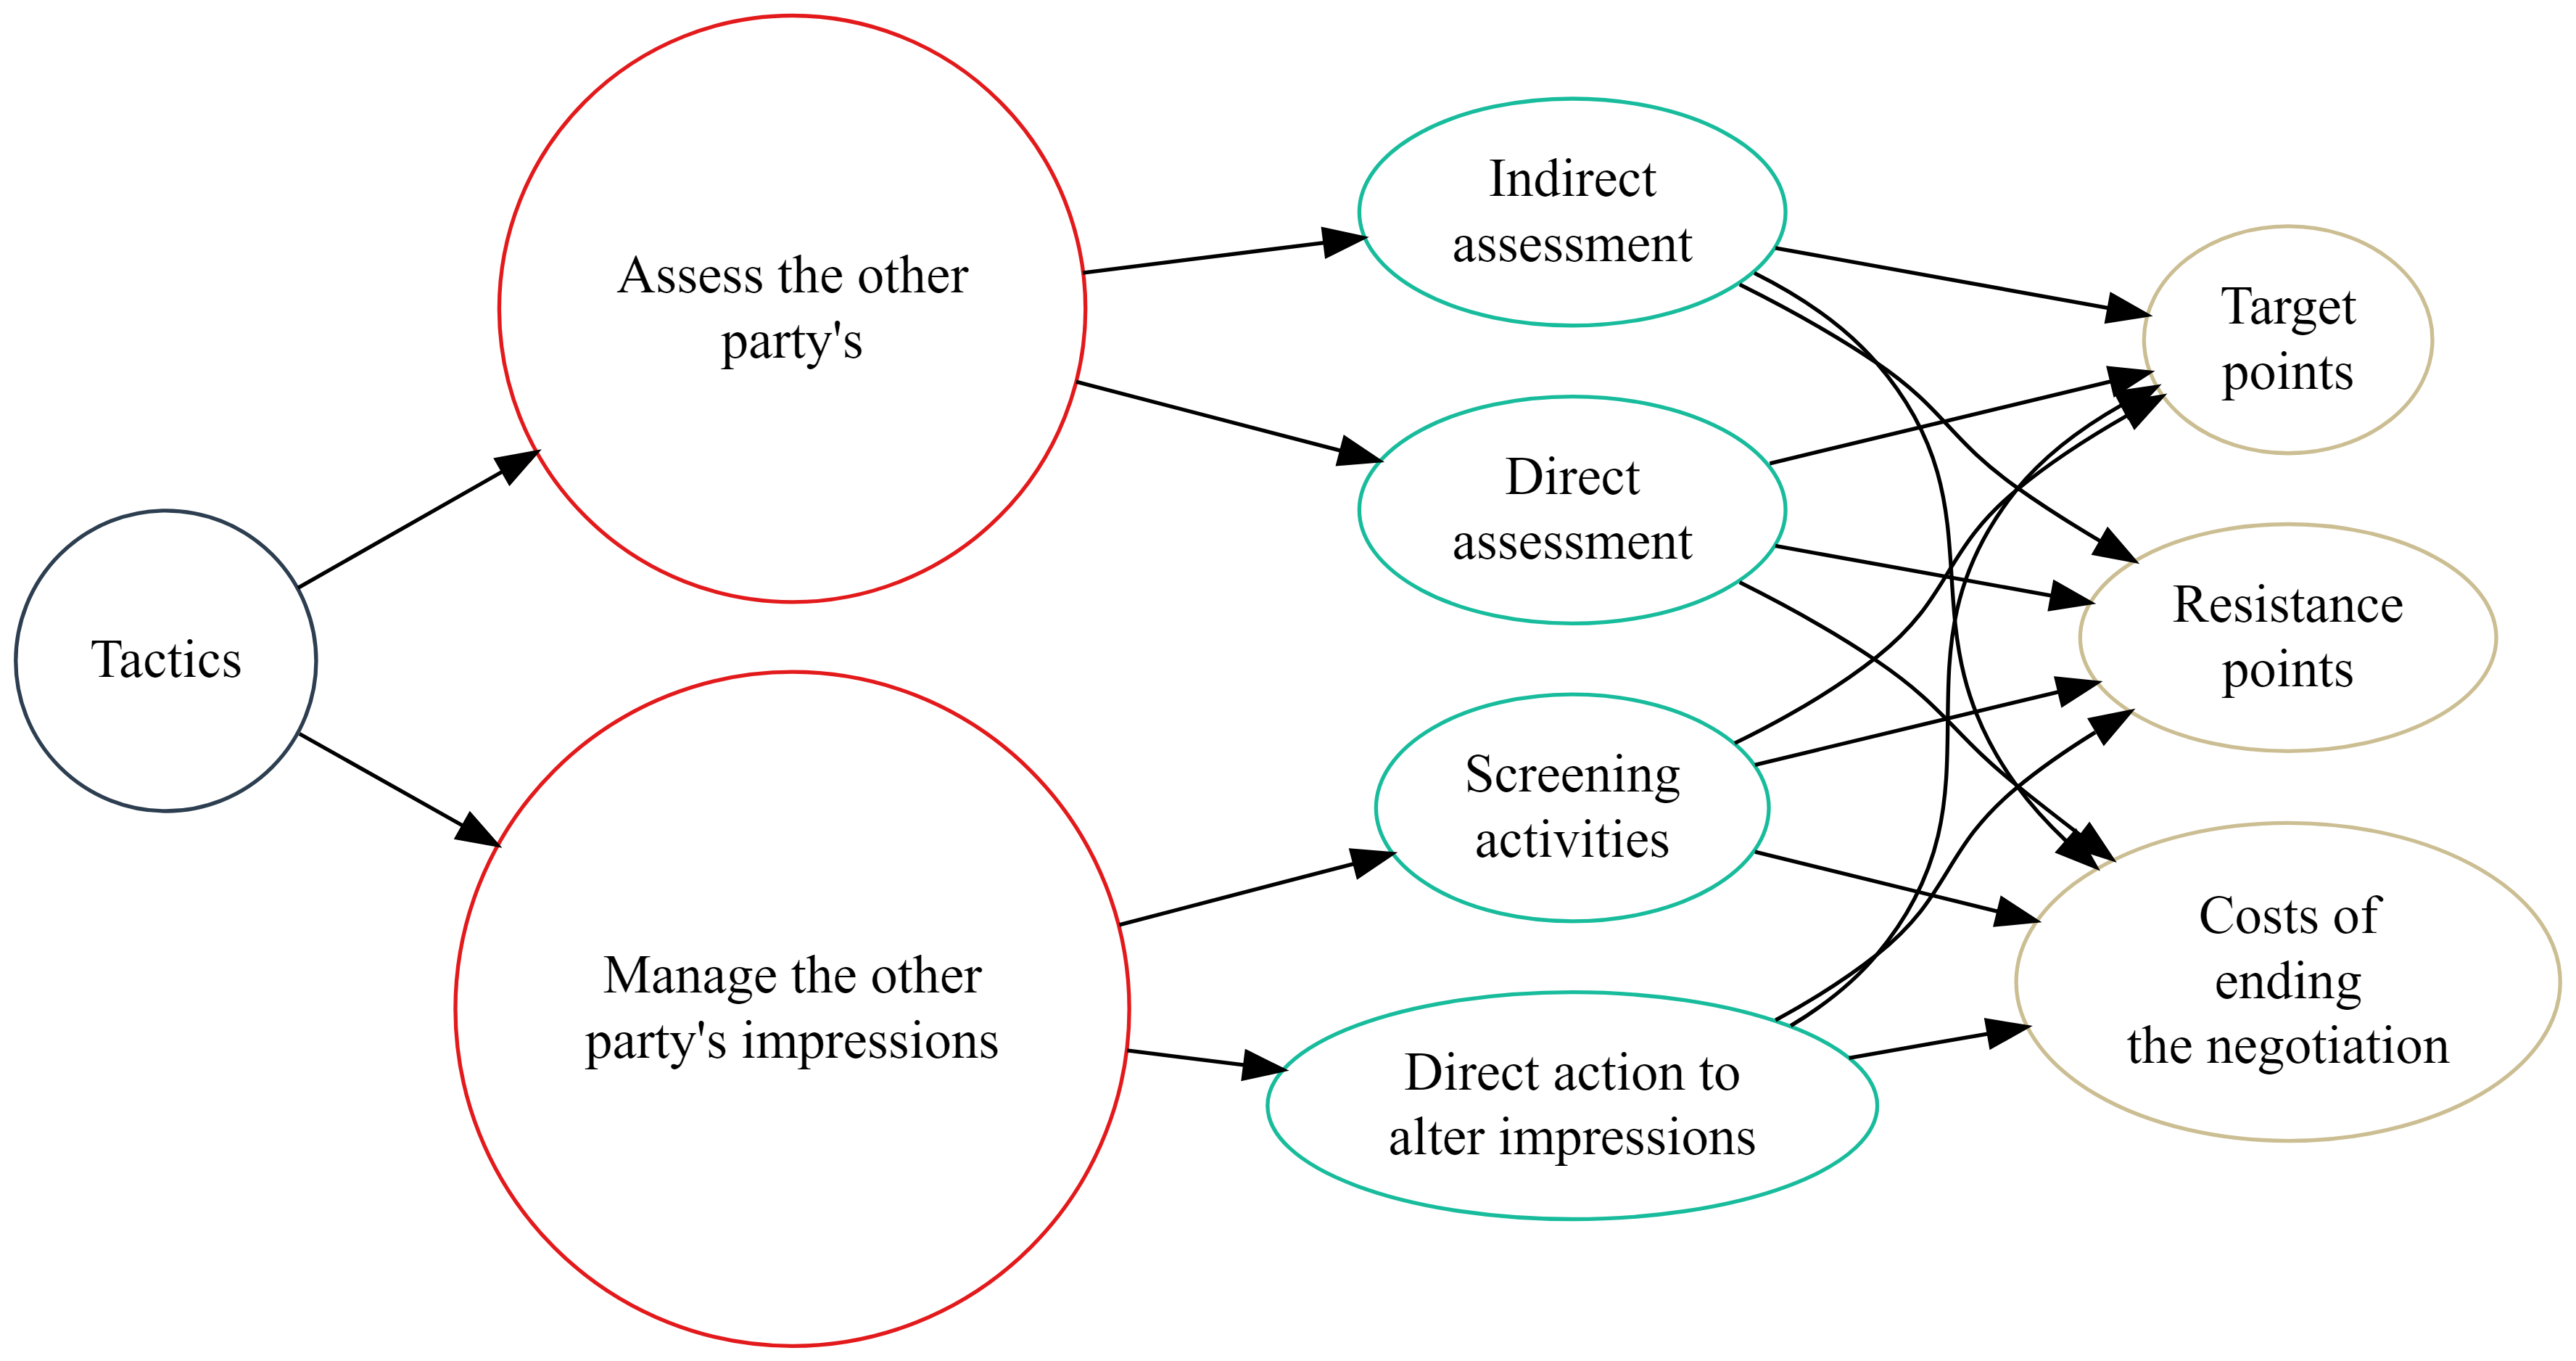 Tactics
Assess the other
party's
Manage the other
party's impressions
Indirect
assessment
Direct
assessment
Screening
activities
Direct action to
alter impressions
Target
points
Resistance
points
Costs of
ending
the negotiation